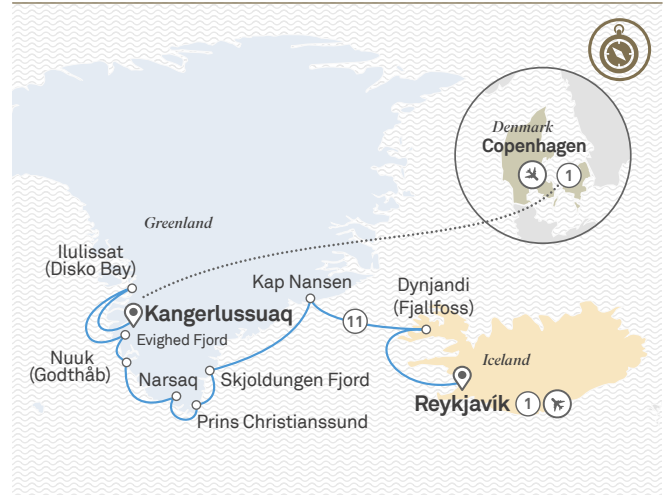 Denmark
Copenhagen
1
Greenland
Ilulissat
(Disko Bay)
Kap Nansen
Dynjandi
(Fjallfoss)
Kangerlussuaq
11
Evighed Fjord
Nuuk
(Godthåb)
Narsaq
Skjoldungen Fjord
Iceland
Reykjavík 1
Prins Christianssund